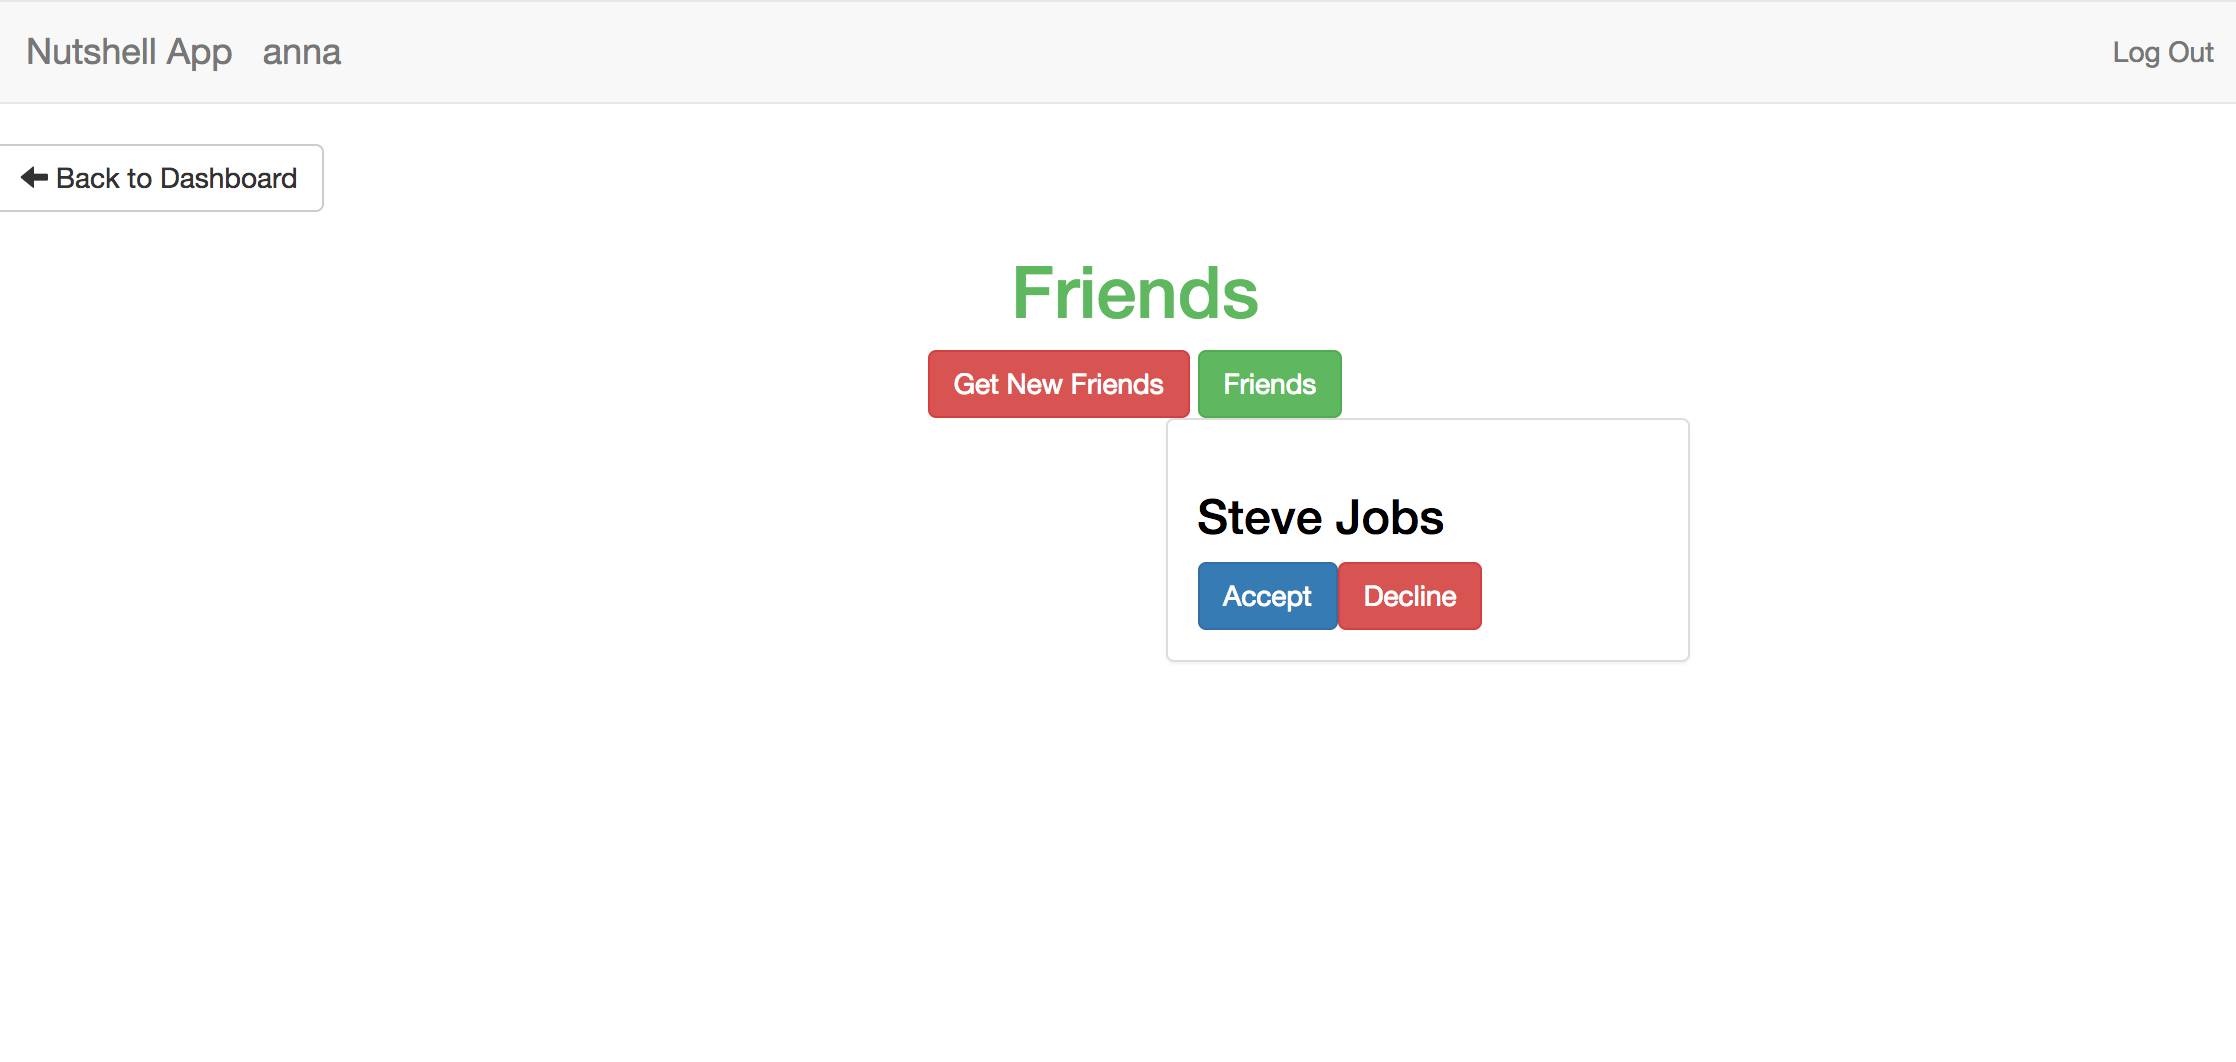 Nutshell App anna Log Out
Back to Dashboard
Friends
Get New Friends Friends
Steve Jobs
Accept Decline